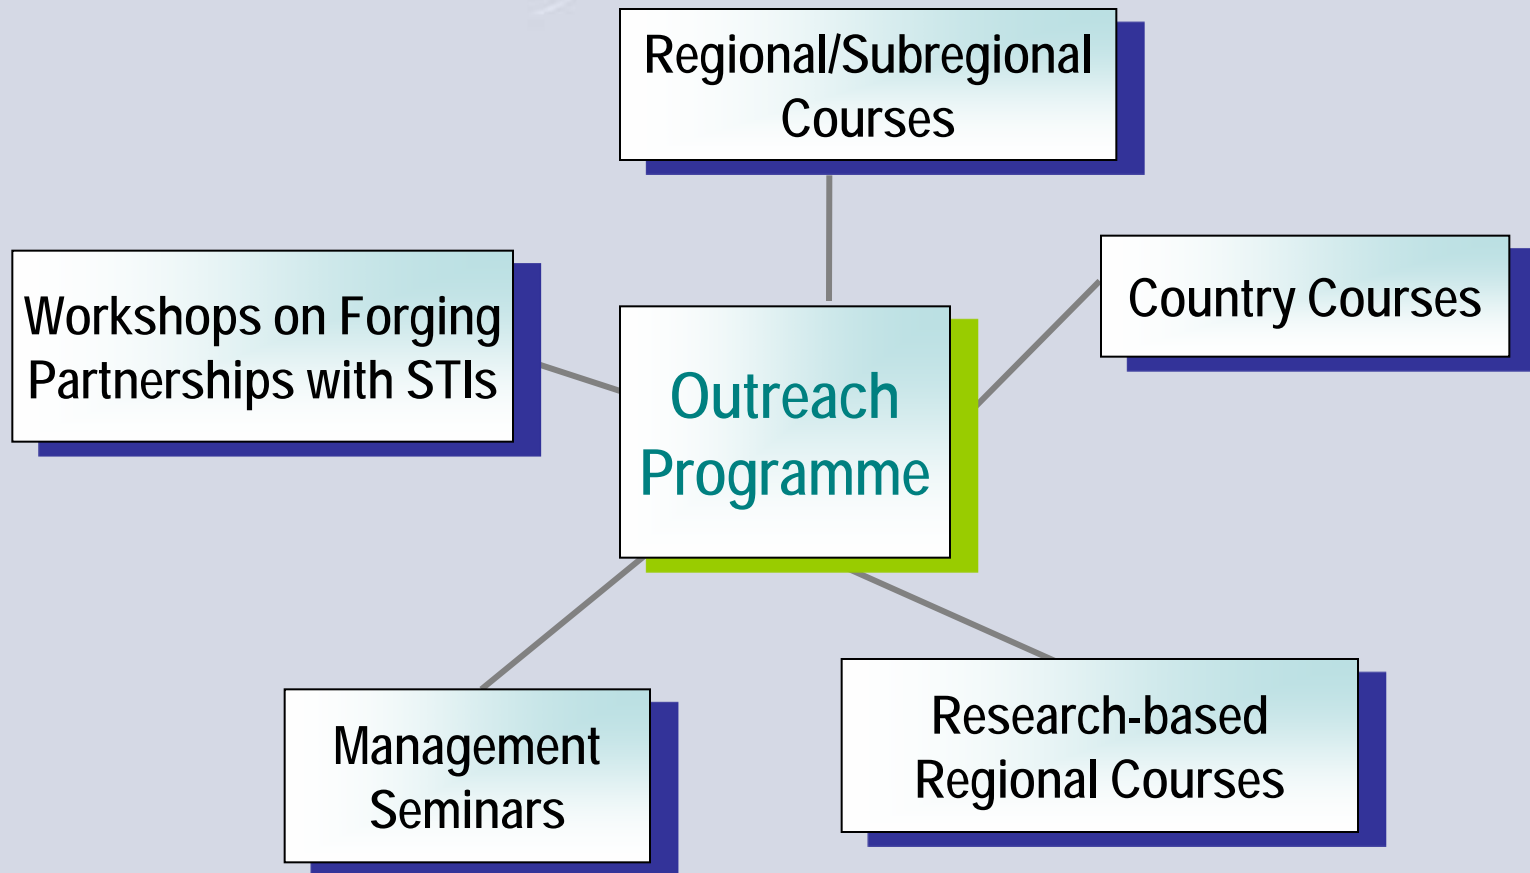 Regional/Subregional
Courses
Workshops on Forging
Partnerships with STIs
Country Courses
Outreach
Programme
Management
Seminars
Research-based
Regional Courses